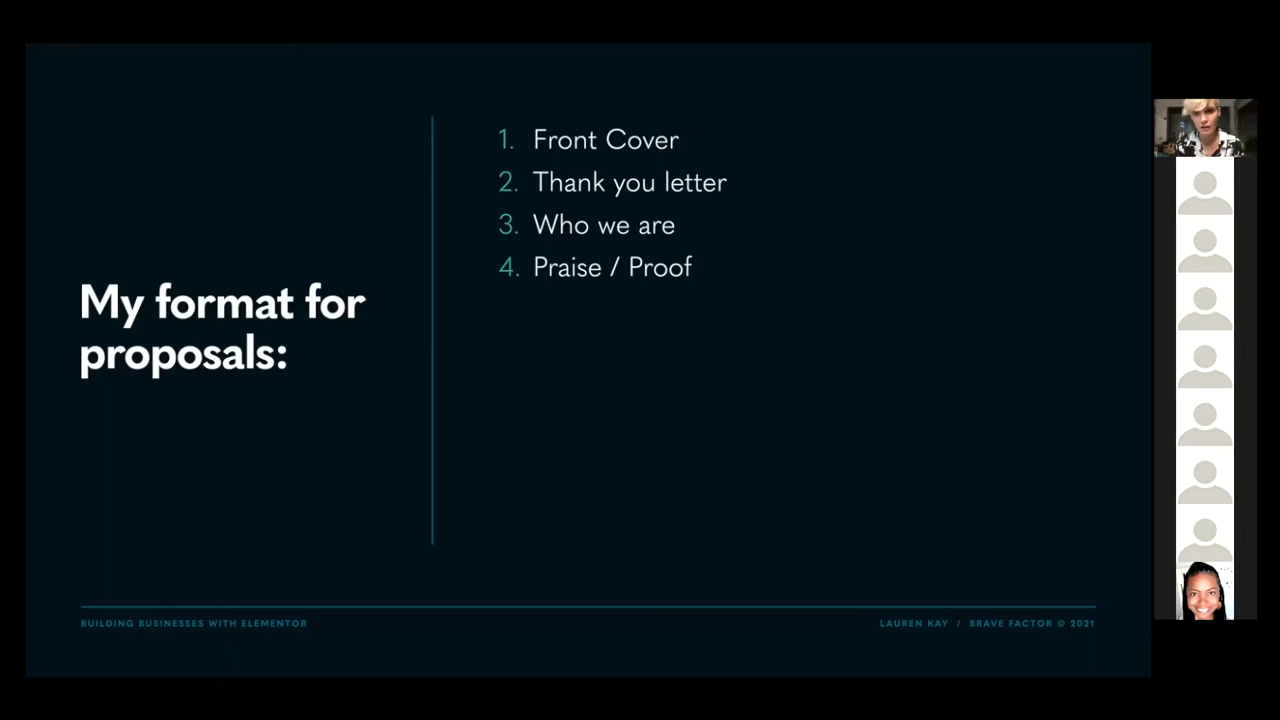 My format for
proposals:
1. Front Cover
2. Thank you letter
3. Who we are
4. Praise / Proof
BUILDING BUSINESSES WITH ELEMENTOR
LAUREN KAY / BRAVE FACTOR © 2021